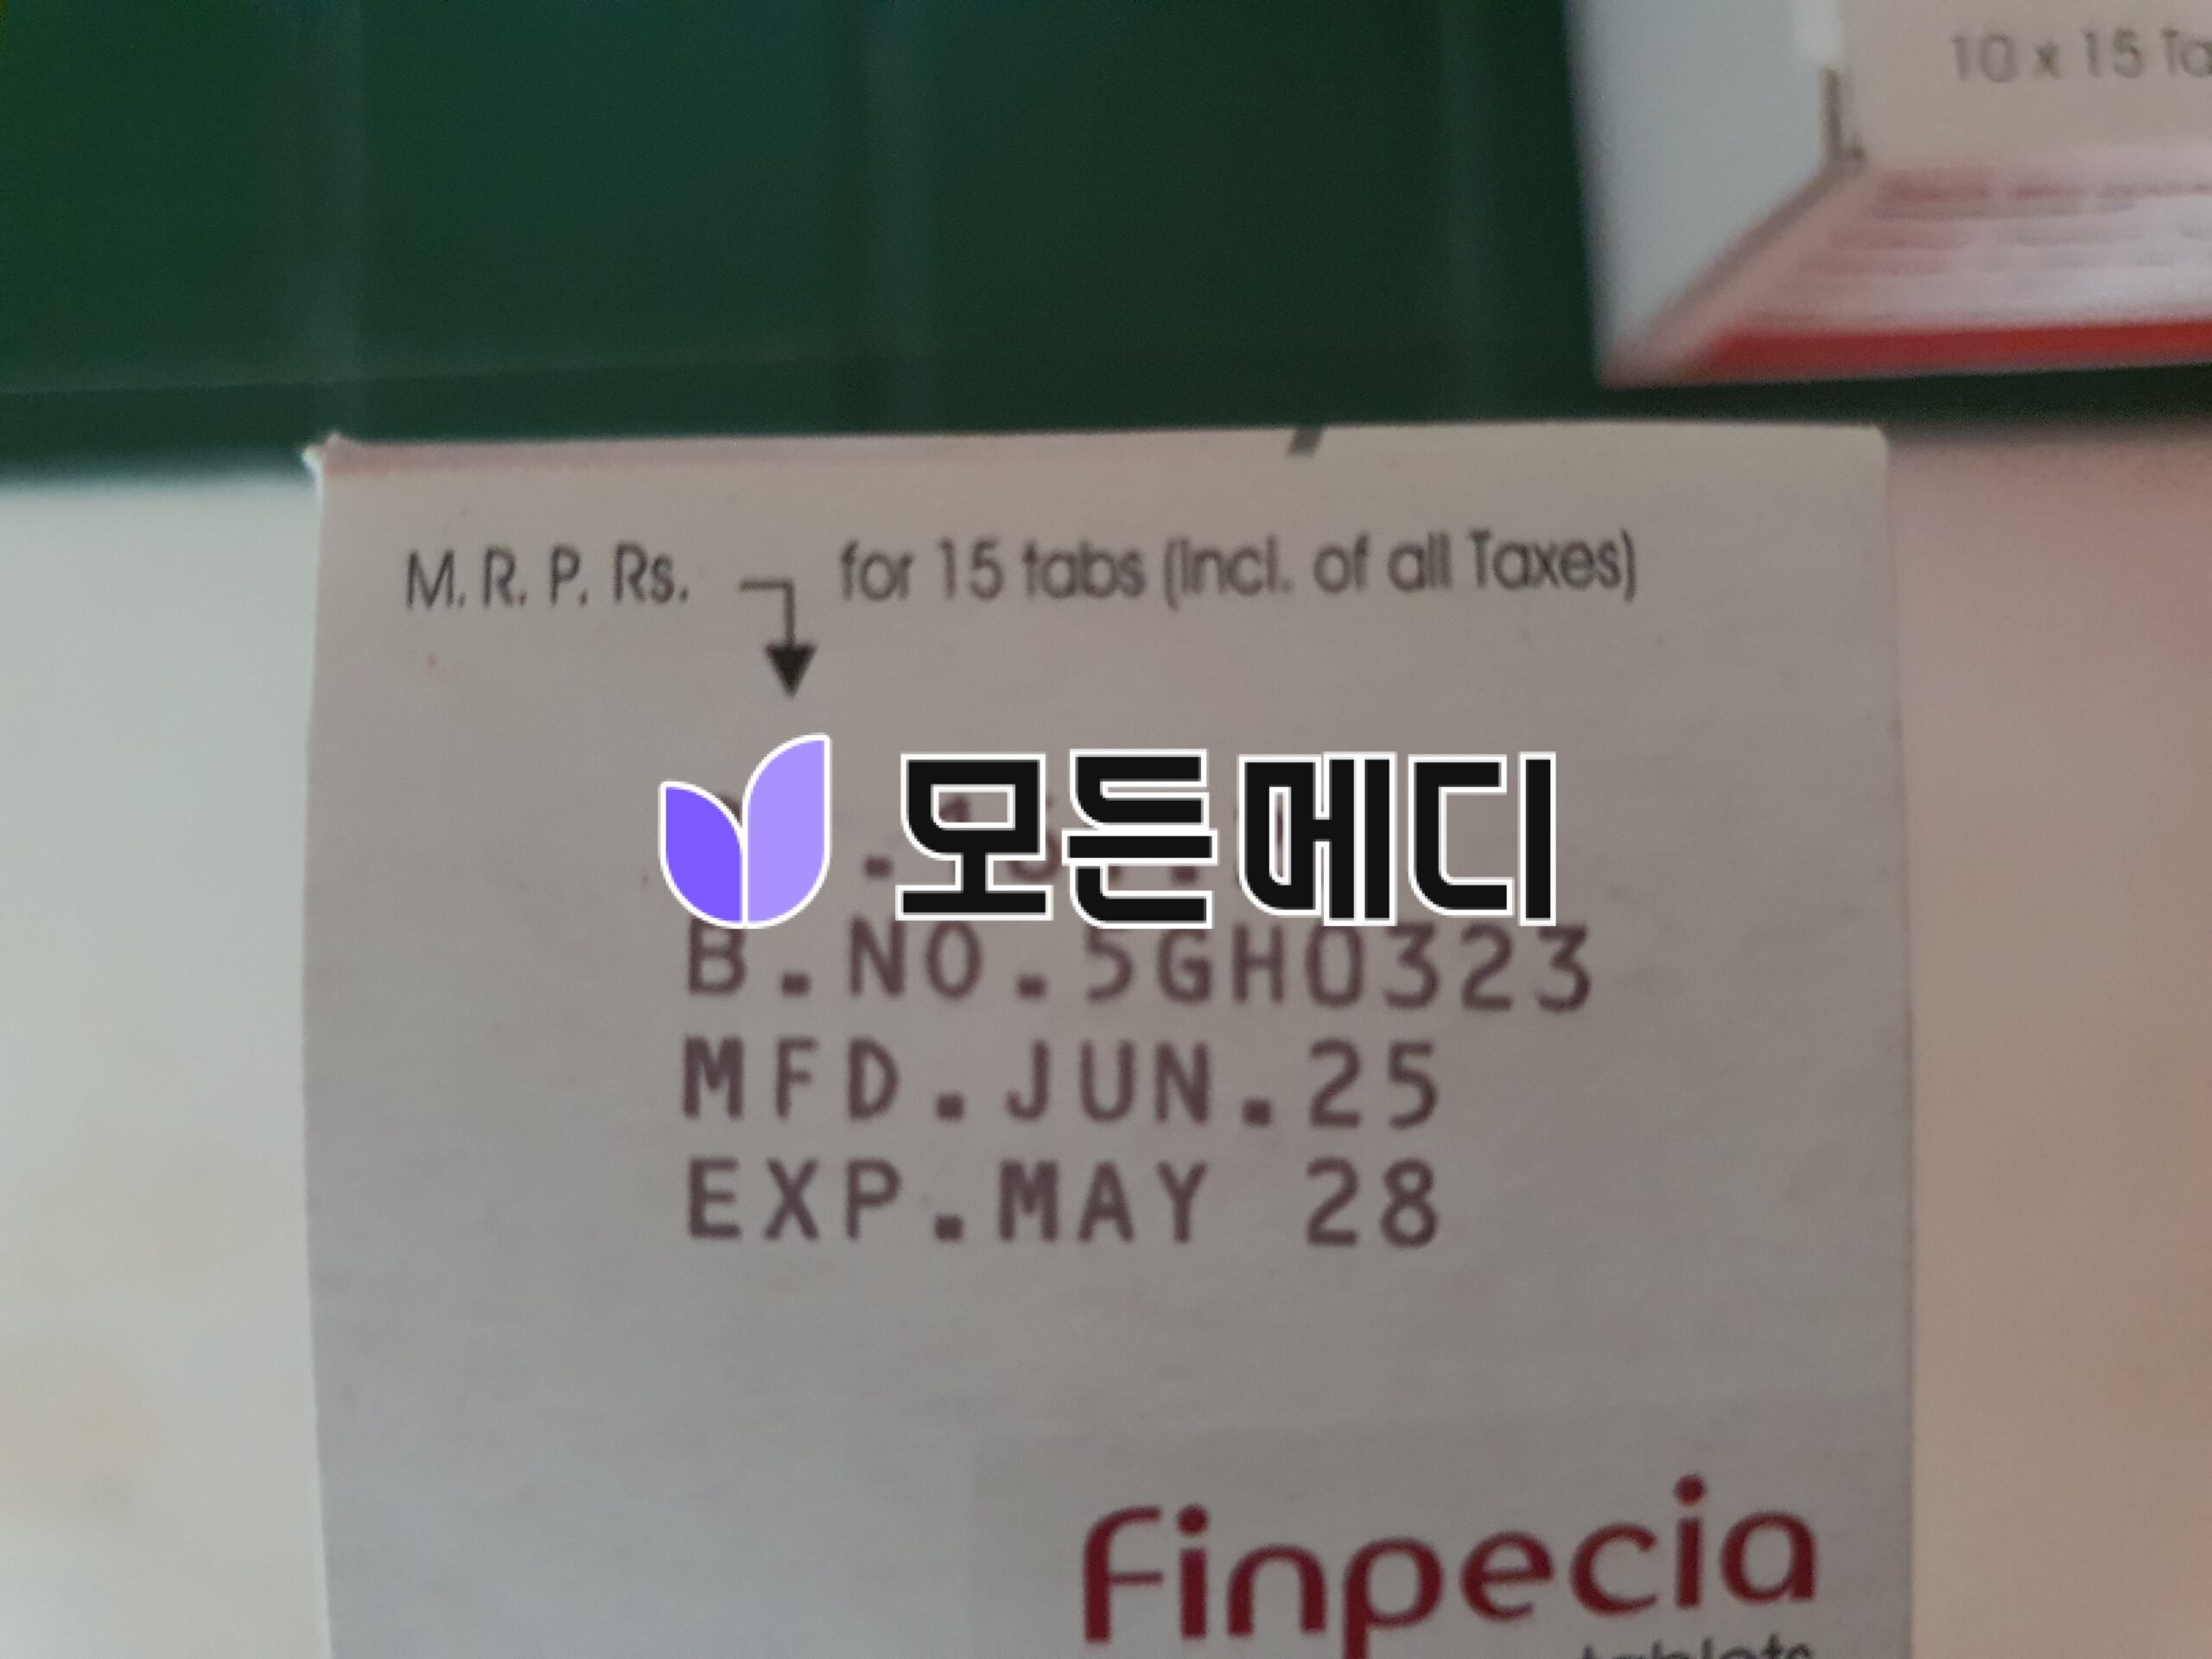 10 x 15 Ta
M. R. P. Rs. for 15 tabs (Incl. of all Taxes)
모든메디
B.NO.5GH0323
MFD.JUN.25
EXP.MAY 28
Finpecia
tablets